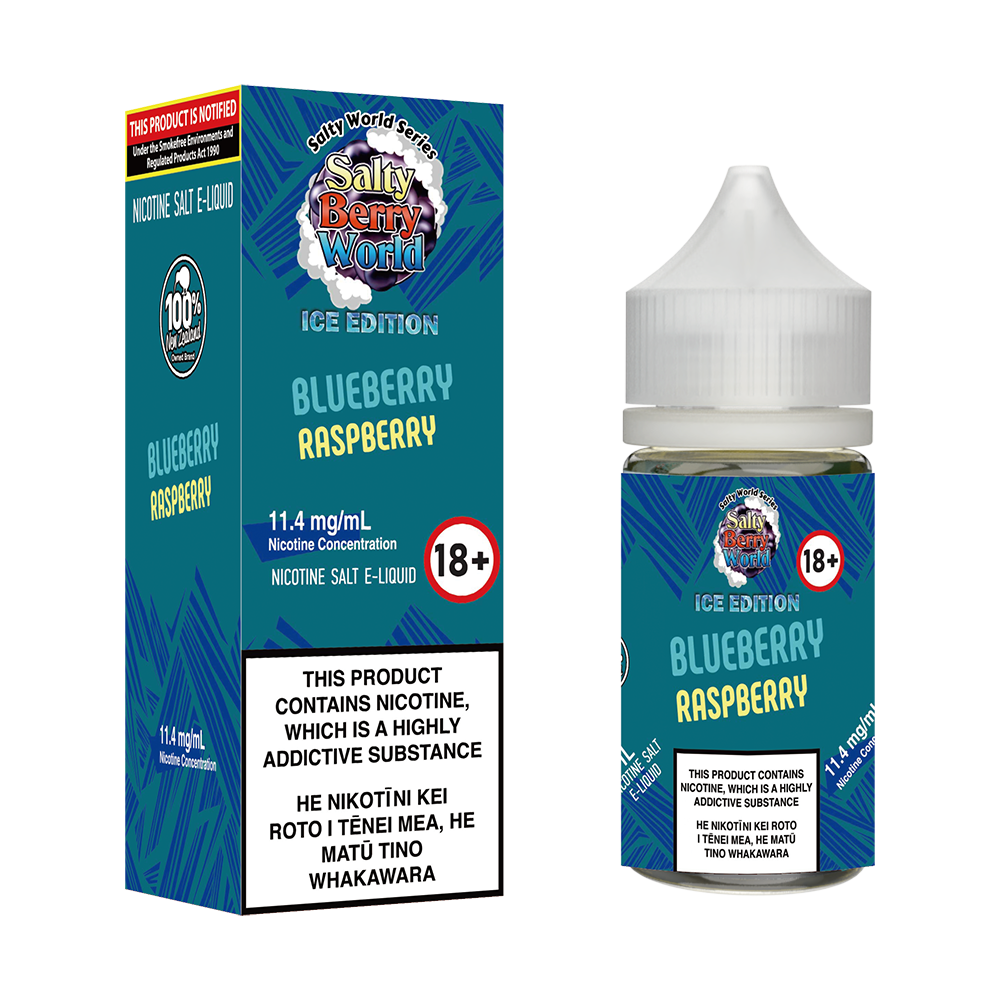 THIS PRODUCT IS NOTIFIED
Under the Smokefree Environments and
Regulated Products Act 1990
NICOTINE SALT E-LIQUID
100%
New Zealand
Owned Brand
BLUEBERRY
RASPBERRY
11.4 mg/mL
Nicotine Concentration
Salty World Series
Salty
Berry
World
ICE EDITION
BLUEBERRY
RASPBERRY
11.4 mg/mL
Nicotine Concentration
NICOTINE SALT E-LIQUID
18+
THIS PRODUCT
CONTAINS NICOTINE,
WHICH IS A HIGHLY
ADDICTIVE SUBSTANCE
HE NIKOTĪNI KEI
ROTO I TĒNEI MEA, HE
MATŪ TINO
WHAKAWARA
Salty World Series
Salty
Berry
World
18+
ICE EDITION
BLUEBERRY
RASPBERRY
SALT
E-LIQUID
11.4 mg/mL
Nicotine
THIS PRODUCT CONTAINS
NICOTINE, WHICH IS A HIGHLY
ADDICTIVE SUBSTANCE
HE NIKOTĪNI KEI ROTO
I TĒNEI MEA, HE MATŪ
TINO WHAKAWARA